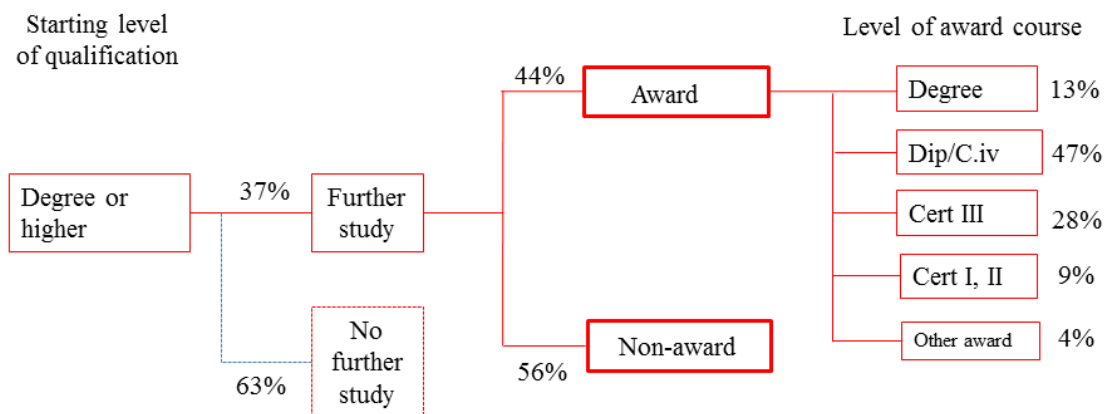 Starting level
of qualification
Level of award course
44%
Award
Degree 13%
Dip/C.iv 47%
Degree or
higher
37%
Further
study
Cert III 28%
Cert I, II 9%
No
further
study
63%
Non-award
56%
Other award 4%